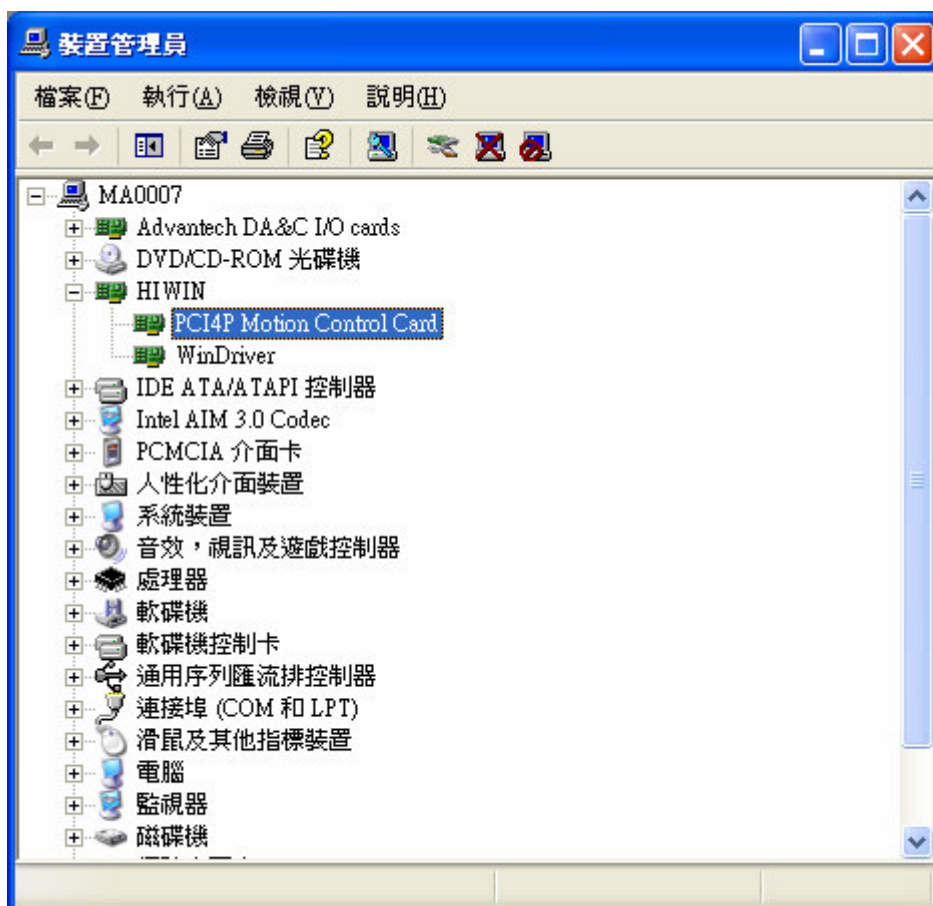 裝置管理員
檔案(F) 執行(A) 檢視(V) 說明(H)
MA0007
Advantech DA&C I/O cards
DVD/CD-ROM 光碟機
HIWIN
PCI4P Motion Control Card
WinDriver
IDE ATA/ATAPI 控制器
Intel AIM 3.0 Codec
PCMCIA 介面卡
人性化介面裝置
系統裝置
音效，視訊及遊戲控制器
處理器
軟碟機
軟碟機控制卡
通用序列匯流排控制器
連接埠 (COM 和 LPT)
滑鼠及其他指標裝置
電腦
監視器
磁碟機